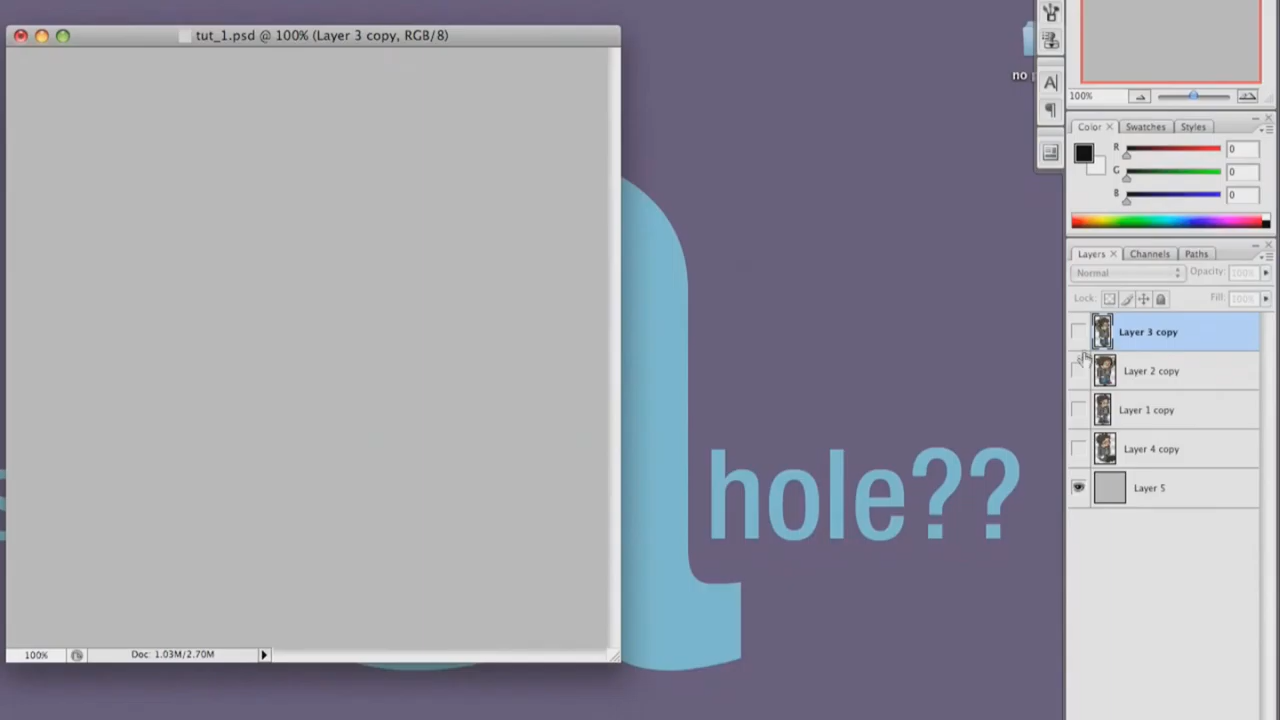 tut_1.psd @ 100% (Layer 3 copy, RGB/8)
no
100%
Color Swatches Styles
R 0
G 0
B 0
Layers Channels Paths
Normal Opacity: 100%
Lock: Fill: 100%
Layer 3 copy
Layer 2 copy
Layer 1 copy
Layer 4 copy
Layer 5
hole??
100% Doc: 1.03M/2.70M